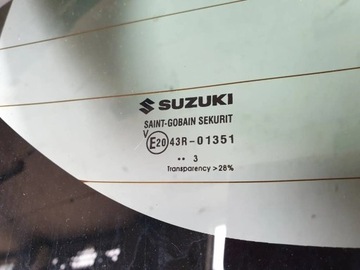 SUZUKI
SAINT-GOBAIN SEKURIT
V
E20 43R-01351
•• 3
Transparency >28%